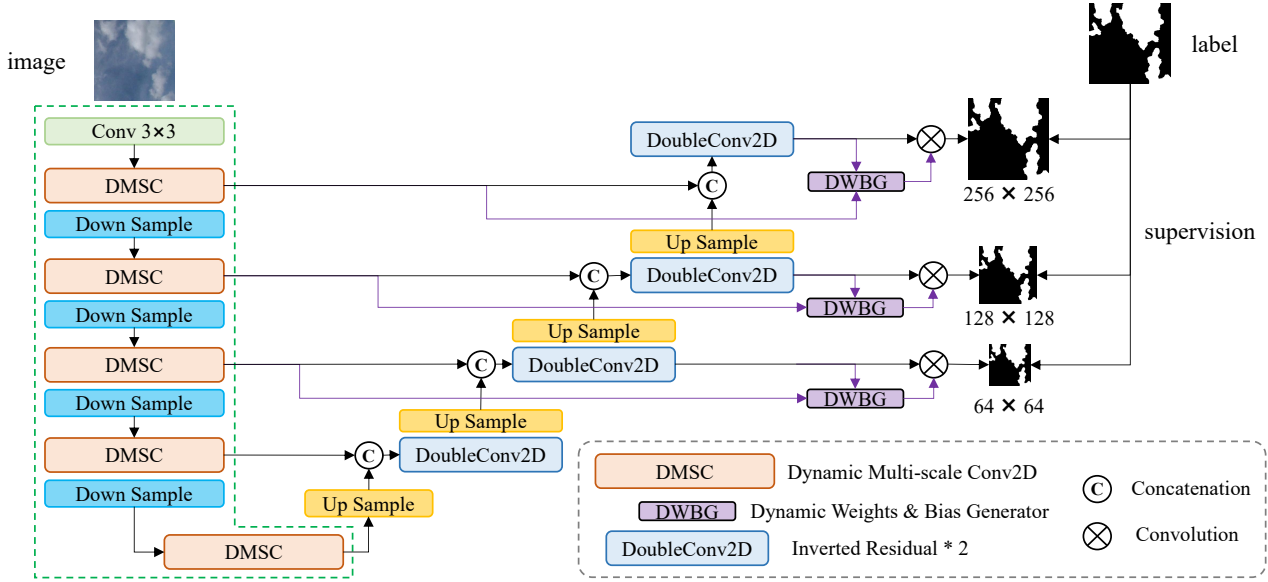 image
label
Conv 3×3
DoubleConv2D
DMSC
C
DWBG
256 × 256
Down Sample
Up Sample
supervision
DMSC
C
DoubleConv2D
DWBG
128 × 128
Down Sample
Up Sample
DMSC
C
DoubleConv2D
DWBG
64 × 64
Down Sample
Up Sample
DMSC
C
DoubleConv2D
Down Sample
Up Sample
DMSC
DMSC
Dynamic Multi-scale Conv2D
C
Concatenation
DWBG
Dynamic Weights & Bias Generator
DoubleConv2D
Inverted Residual * 2
Convolution